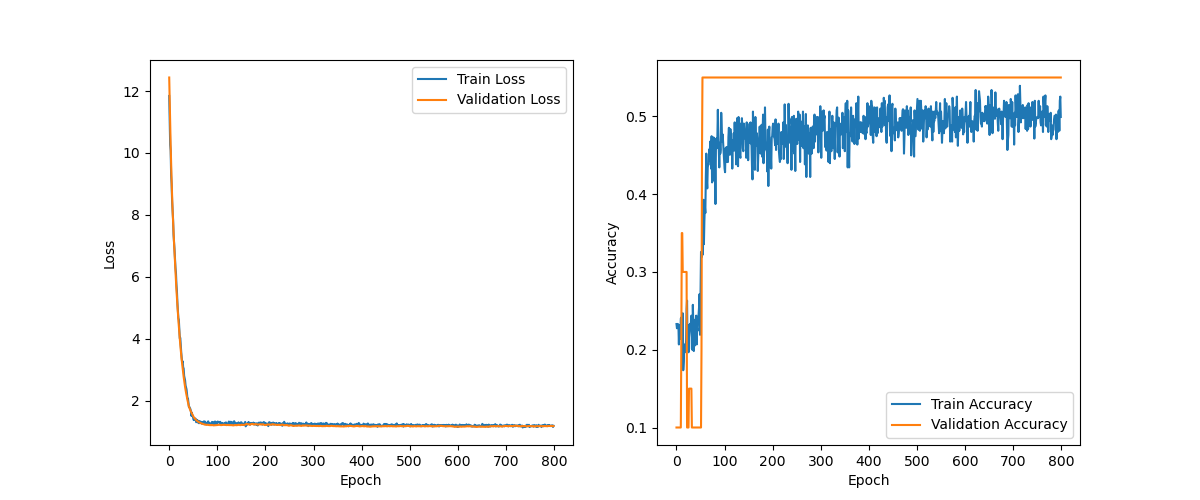 Train Loss
Validation Loss
12
10
8
6
4
2
Loss
0 100 200 300 400 500 600 700 800
Epoch
0.5
0.4
0.3
0.2
0.1
Accuracy
Train Accuracy
Validation Accuracy
0 100 200 300 400 500 600 700 800
Epoch